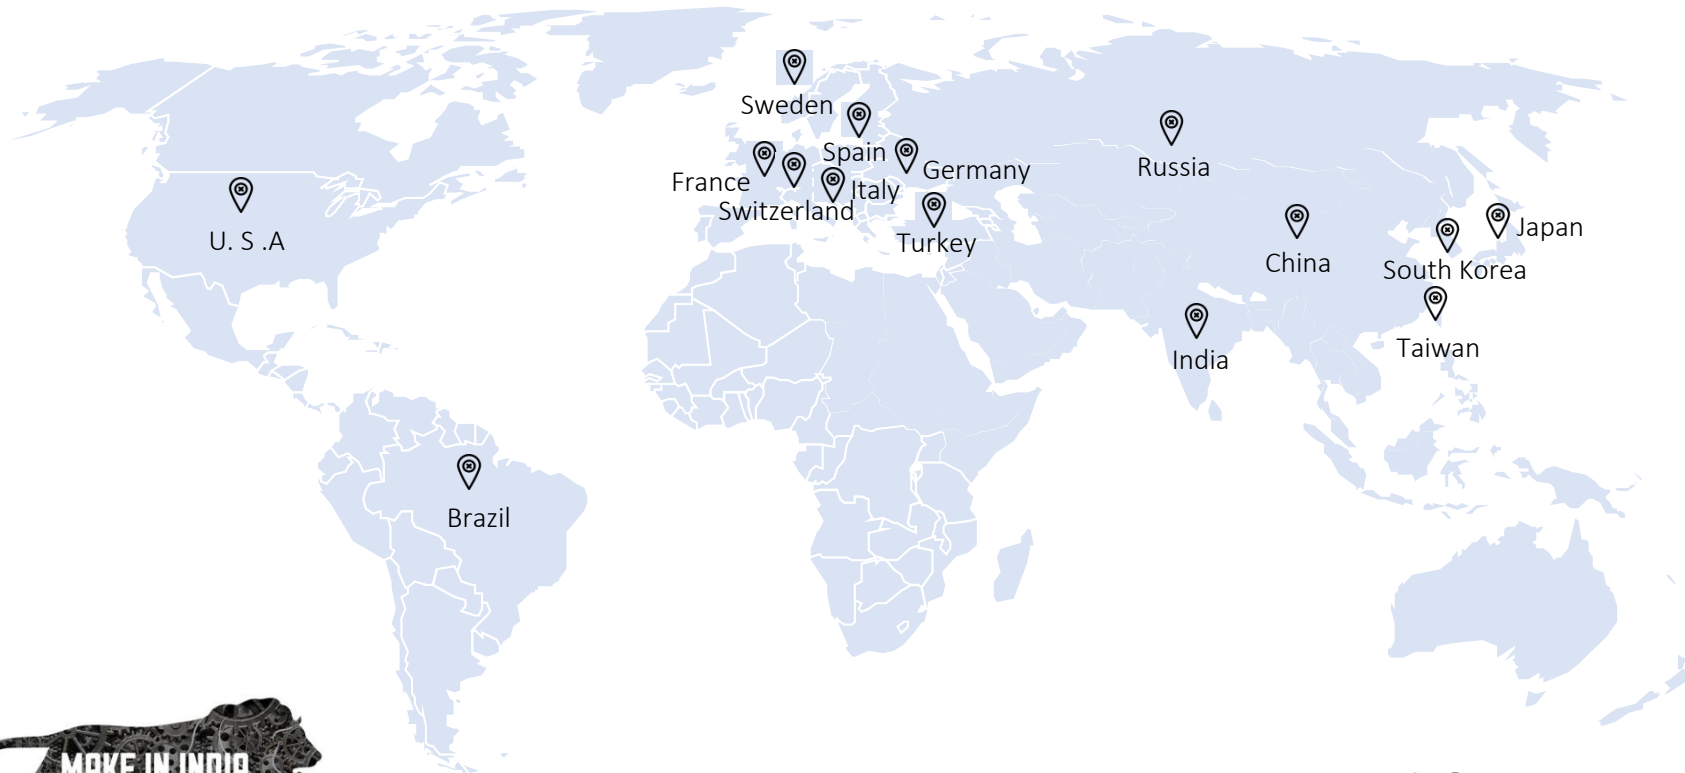 Sweden
Spain
France
Germany
Italy
Switzerland
Turkey
Russia
U. S .A
China
Japan
South Korea
Taiwan
India
Brazil
MAKE IN INDIA